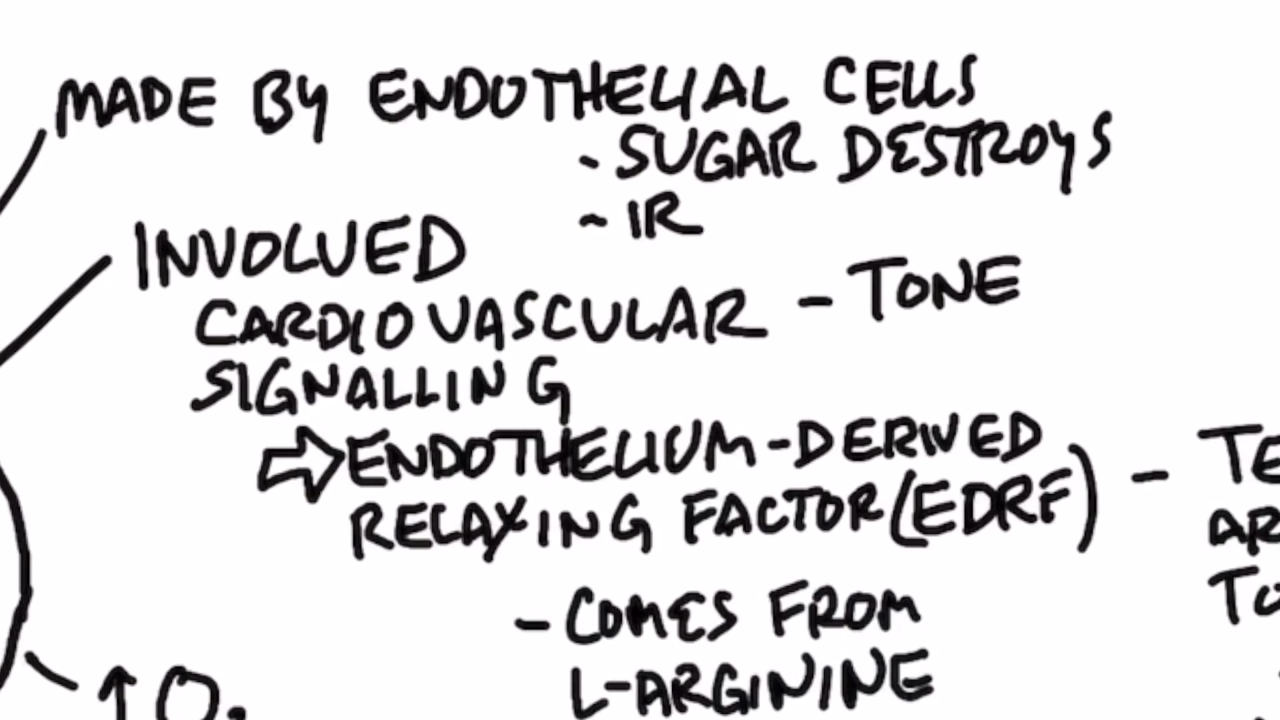 MADE BY ENDOTHELIAL CELLS
- SUGAR DESTROYS
- IR
INVOLVED
CARDIOVASCULAR - TONE
SIGNALLING
⇨ ENDOTHELIUM-DERIVED
RELAXING FACTOR (EDRF) -
- COMES FROM
L-ARGININE
↑ O